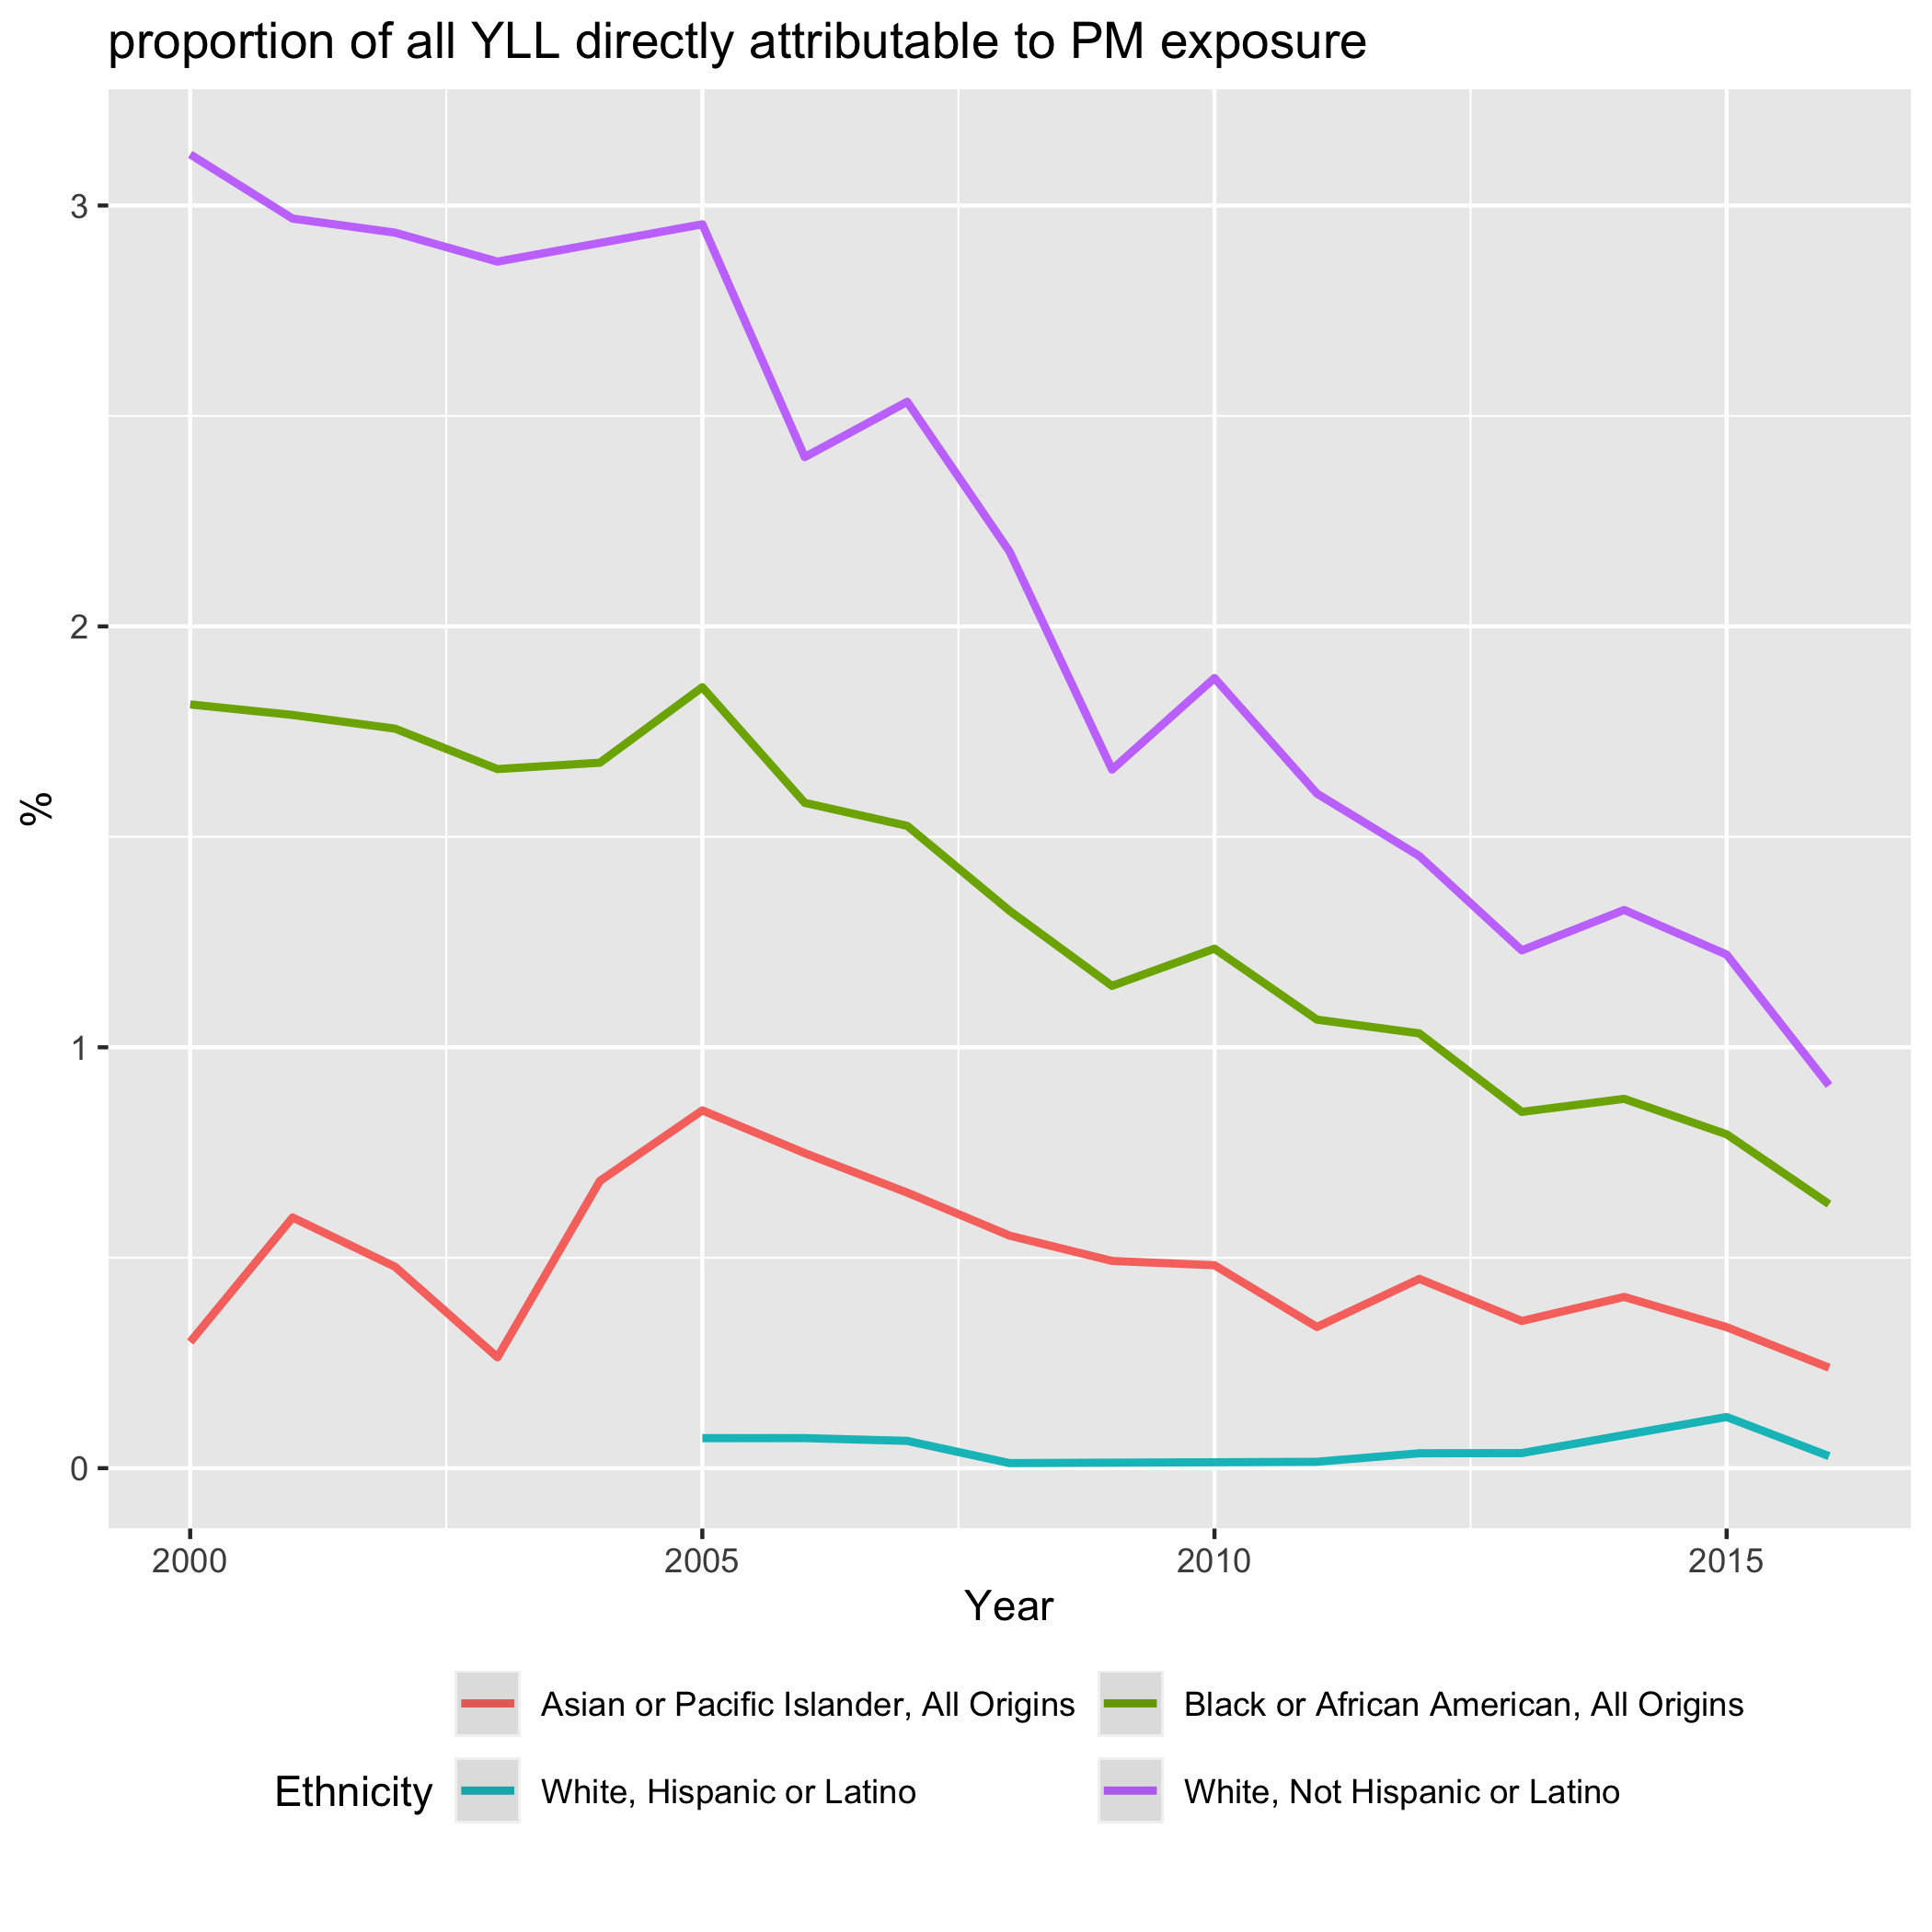 proportion of all YLL directly attributable to PM exposure
3
2
1
0
%
2000 2005 2010 2015
Year
Ethnicity
Asian or Pacific Islander, All Origins
Black or African American, All Origins
White, Hispanic or Latino
White, Not Hispanic or Latino